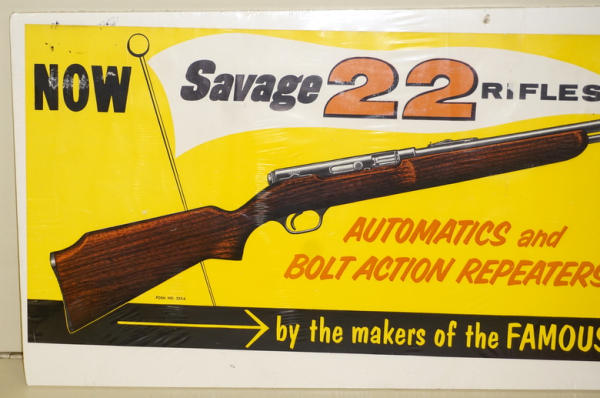 NOW
Savage 22 RIFLES
AUTOMATICS and
BOLT ACTION REPEATERS
by the makers of the FAMOUS